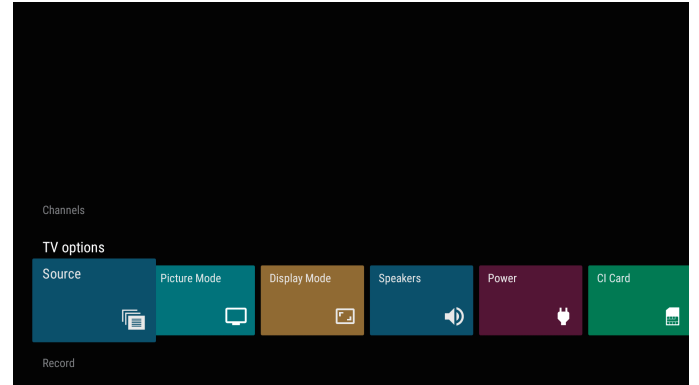 Channels
TV options
Source
Picture Mode
Display Mode
Speakers
Power
CI Card
Record